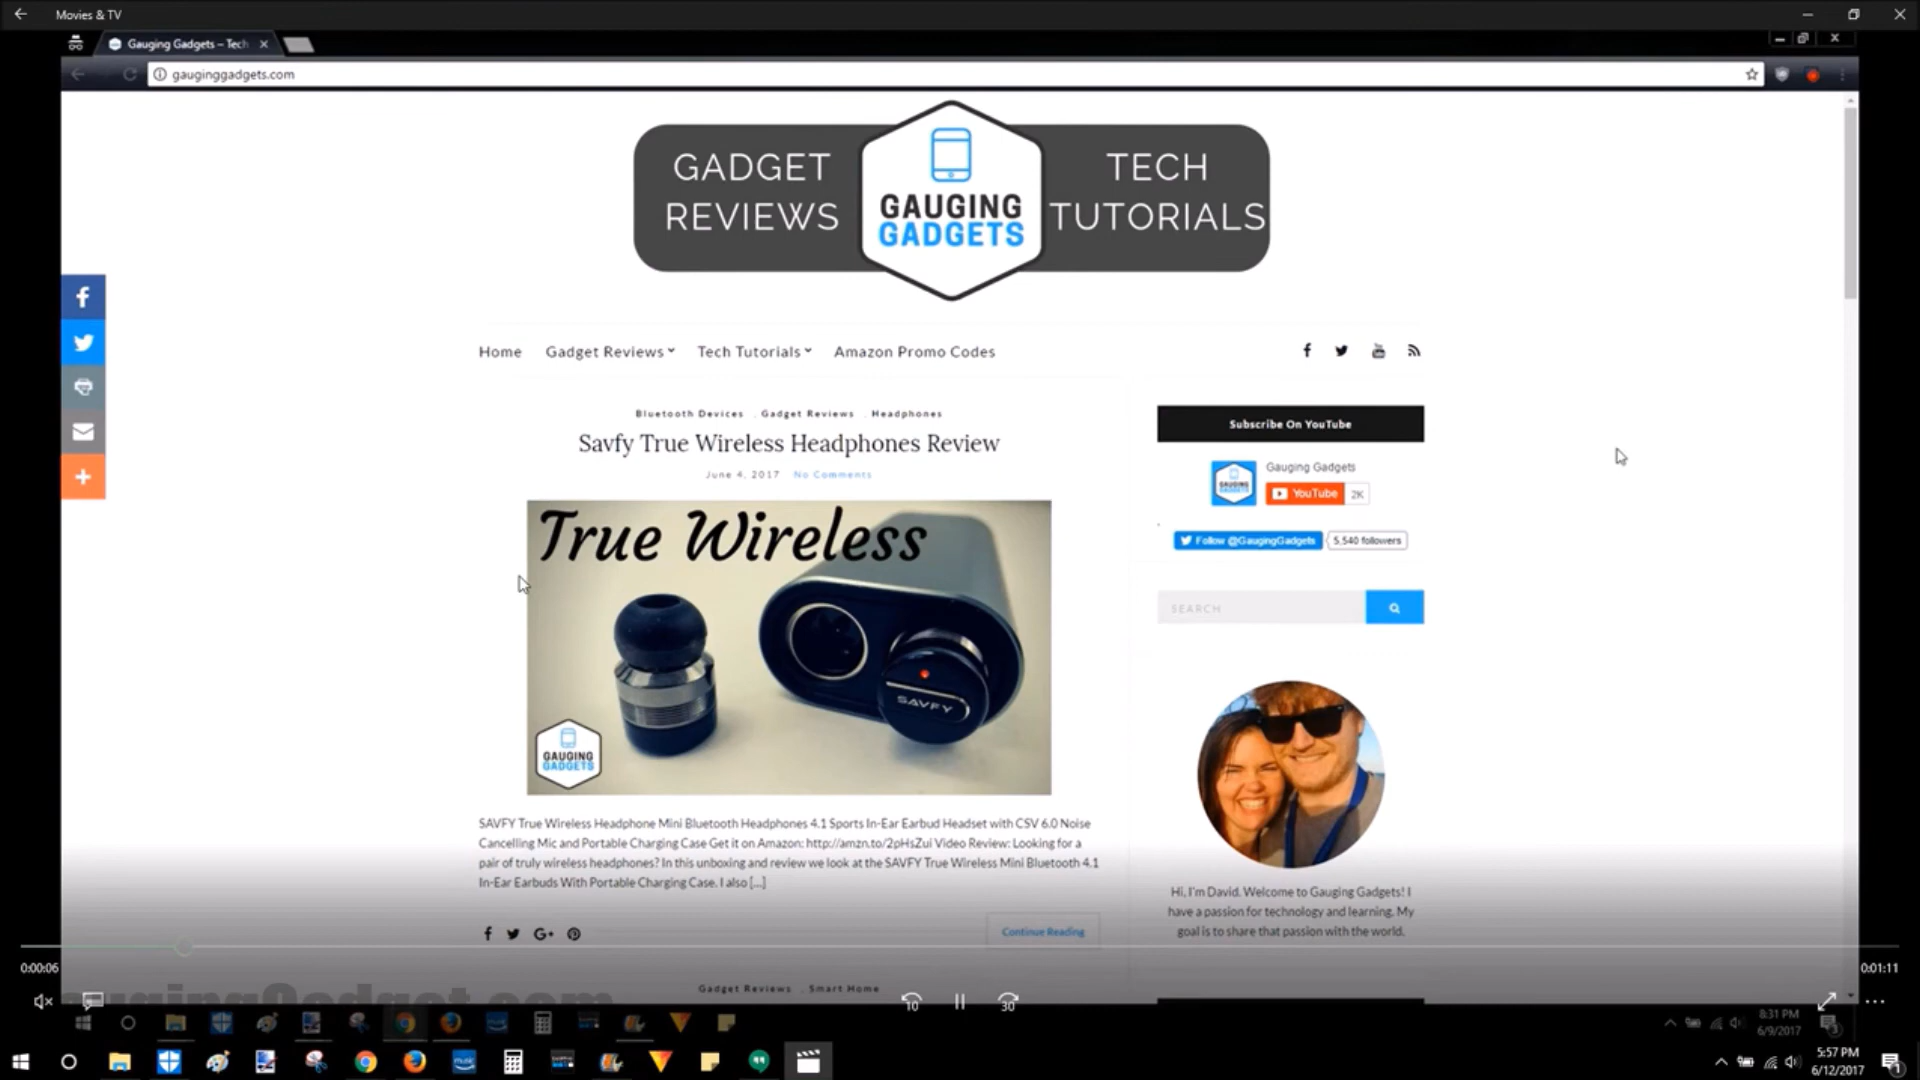 Movies & TV
Gauging Gadgets – Tech
gauginggadgets.com
GADGET REVIEWS
GAUGING GADGETS
TECH TUTORIALS
Home Gadget Reviews Tech Tutorials Amazon Promo Codes
Bluetooth Devices , Gadget Reviews , Headphones
Savfy True Wireless Headphones Review
June 4, 2017 No Comments
True Wireless
SAVFY
GAUGING
GADGETS
SAVFY True Wireless Headphone Mini Bluetooth Headphones 4.1 Sports In-Ear Earbud Headset with CSV 6.0 Noise
Cancelling Mic and Portable Charging Case Get it on Amazon: http://amzn.to/2pHsZui Video Review: Looking for a
pair of truly wireless headphones? In this unboxing and review we look at the SAVFY True Wireless Mini Bluetooth 4.1
In-Ear Earbuds With Portable Charging Case. I also [...]
Continue Reading
Gadget Reviews , Smart Home
Subscribe On YouTube
Gauging Gadgets
YouTube 2K
Follow @GaugingGadgets 5,540 followers
SEARCH
Hi, I'm David. Welcome to Gauging Gadgets! I
have a passion for technology and learning. My
goal is to share that passion with the world.
0:00:06
0:01:11
10
30
8:31 PM
6/9/2017
5:57 PM
6/12/2017